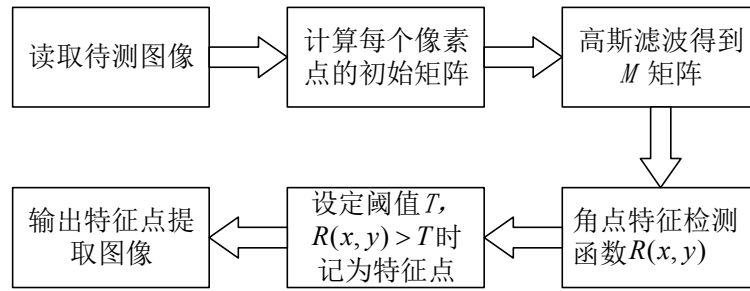 读取待测图像
计算每个像素
点的初始矩阵
高斯滤波得到
M 矩阵
角点特征检测
函数R(x, y)
设定阈值T，
R(x, y) > T时
记为特征点
输出特征点提
取图像